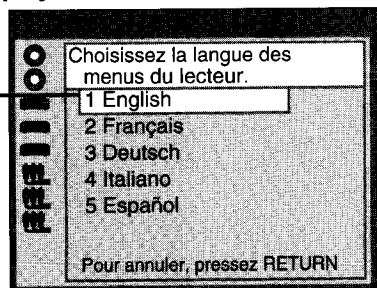 Choisissez la langue des
menus du lecteur.
1 English
2 Français
3 Deutsch
4 Italiano
5 Español
Pour annuler, pressez RETURN